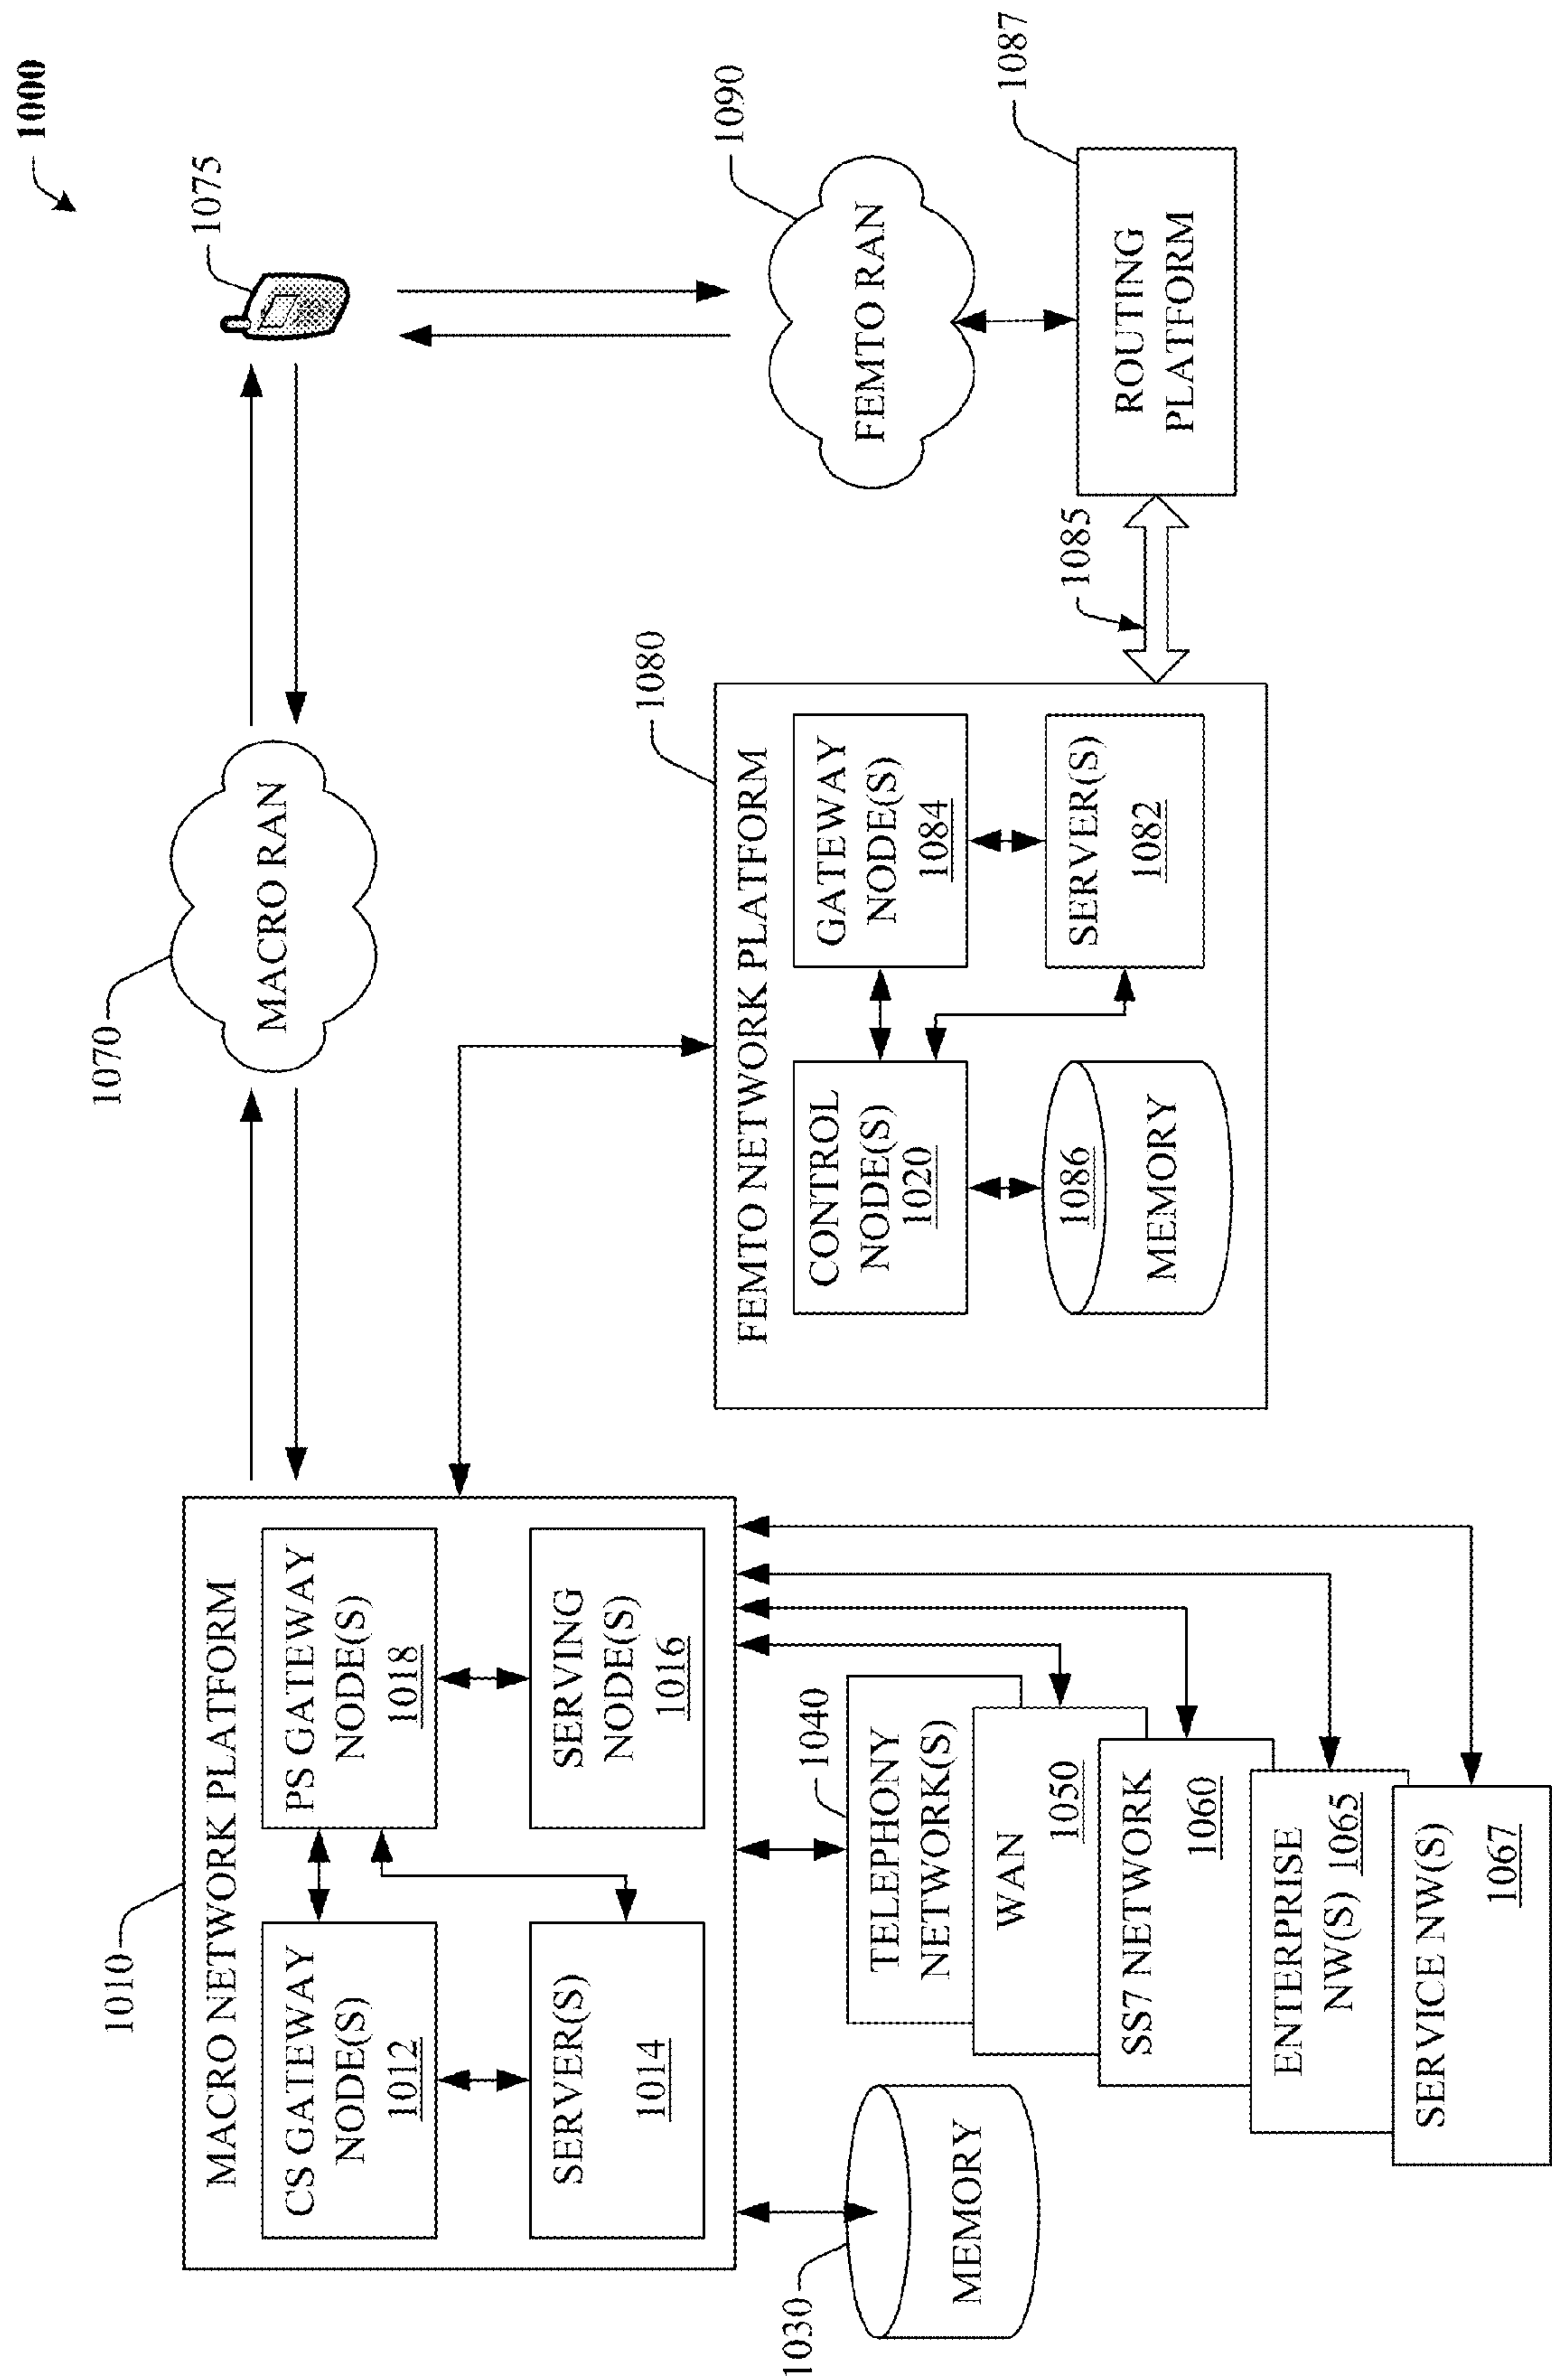 1000
1010
MACRO NETWORK PLATFORM
CS GATEWAY
NODE(S)
1012
PS GATEWAY
NODE(S)
1018
SERVER(S)
1014
SERVING
NODE(S)
1016
1070
MACRO RAN
1075
1030
MEMORY
1040
TELEPHONY
NETWORK(S)
WAN
1050
SS7 NETWORK
1060
ENTERPRISE
NW(S) 1065
SERVICE NW(S)
1067
1080
FEMTO NETWORK PLATFORM
CONTROL
NODE(S)
1020
GATEWAY
NODE(S)
1084
1086
MEMORY
SERVER(S)
1082
1085
1090
FEMTO RAN
1087
ROUTING
PLATFORM